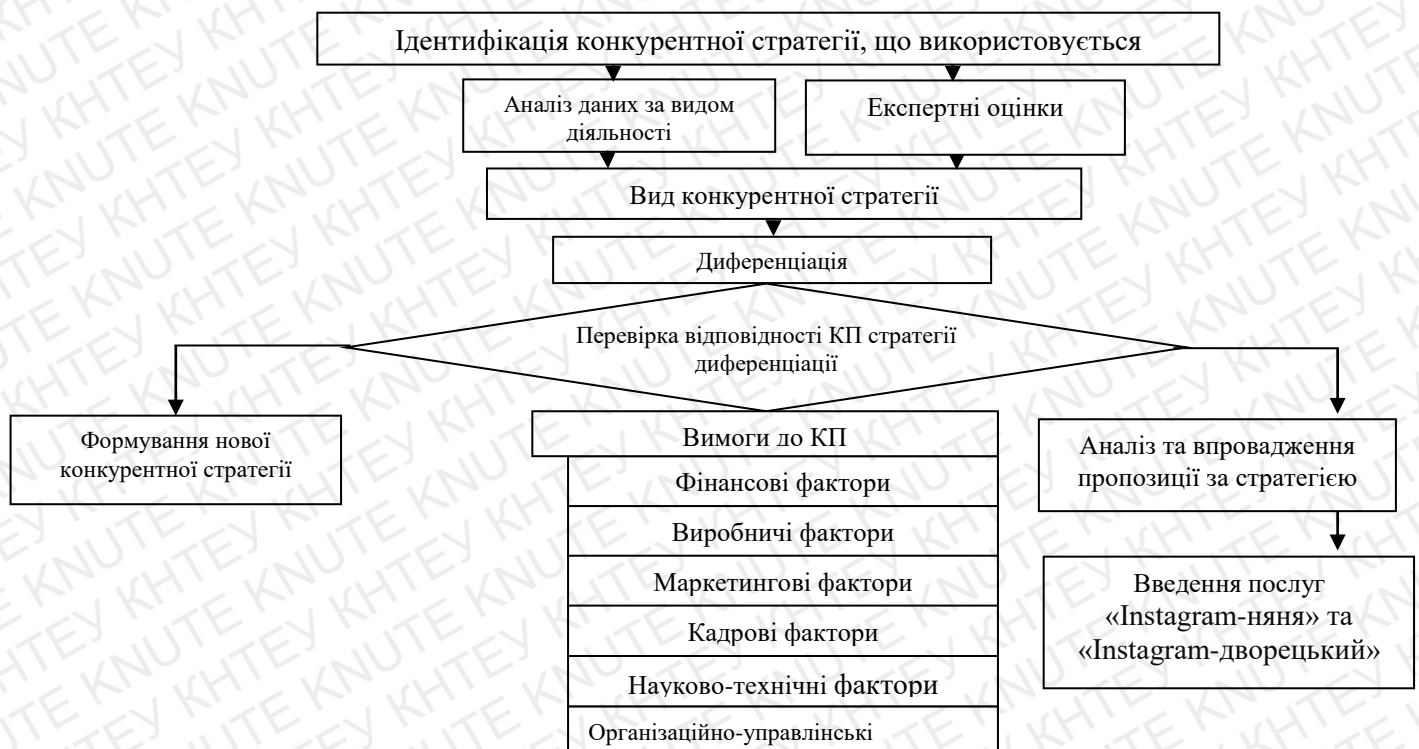 Ідентифікація конкурентної стратегії, що використовується
Аналіз даних за видом
діяльності
Експертні оцінки
Вид конкурентної стратегії
Диференціація
Перевірка відповідності КП стратегії
диференціації
Формування нової
конкурентної стратегії
Вимоги до КП
Фінансові фактори
Виробничі фактори
Маркетингові фактори
Кадрові фактори
Науково-технічні фактори
Організаційно-управлінські
Аналіз та впровадження
пропозиції за стратегією
Введення послуг
«Instagram-няня» та
«Instagram-дворецький»